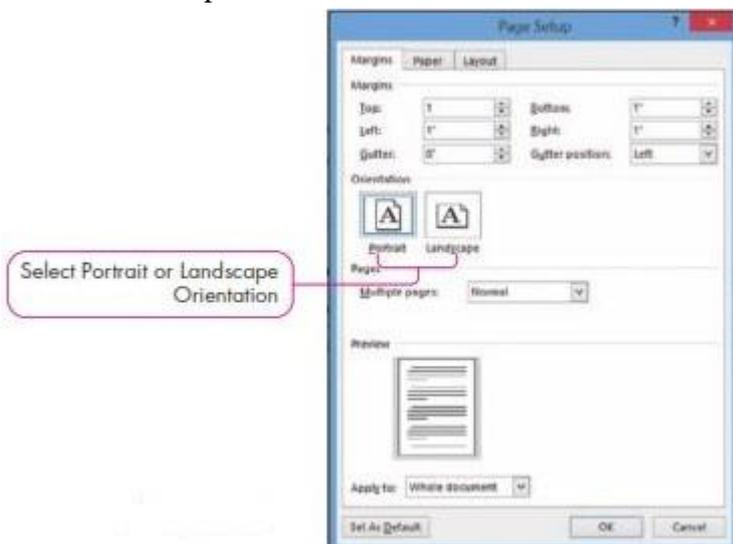 Page Setup ?
Margins Paper Layout
Margins
Top: 1 Bottom: 1"
Left: 1" Right: 1"
Gutter: 0" Gutter position: Left
Orientation
A A
Portrait Landscape
Select Portrait or Landscape
Orientation
Pages
Multiple pages: Normal
Preview
Apply to: Whole document
Set As Default OK Cancel